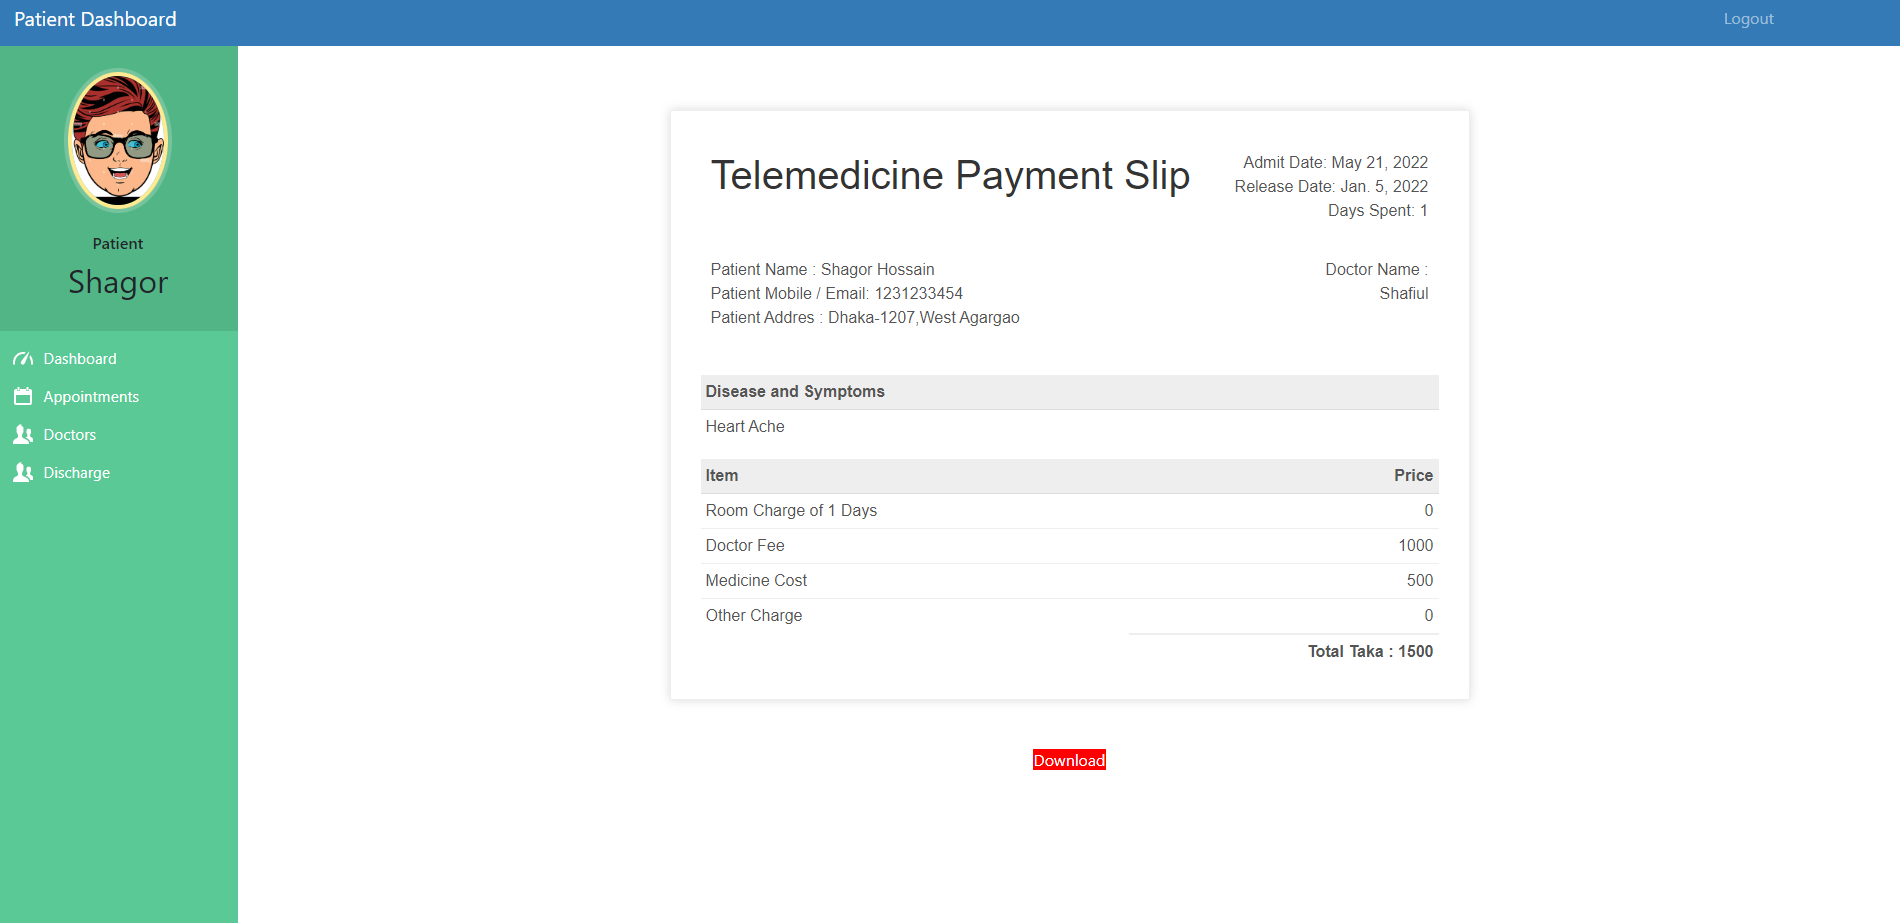 Patient Dashboard
Logout
Patient
Shagor
Dashboard
Appointments
Doctors
Discharge
Telemedicine Payment Slip
Admit Date: May 21, 2022
Release Date: Jan. 5, 2022
Days Spent: 1
Patient Name : Shagor Hossain
Patient Mobile / Email: 1231233454
Patient Addres : Dhaka-1207,West Agargao
Doctor Name :
Shafiul
Disease and Symptoms
Heart Ache
Item Price
Room Charge of 1 Days 0
Doctor Fee 1000
Medicine Cost 500
Other Charge 0
Total Taka : 1500
Download